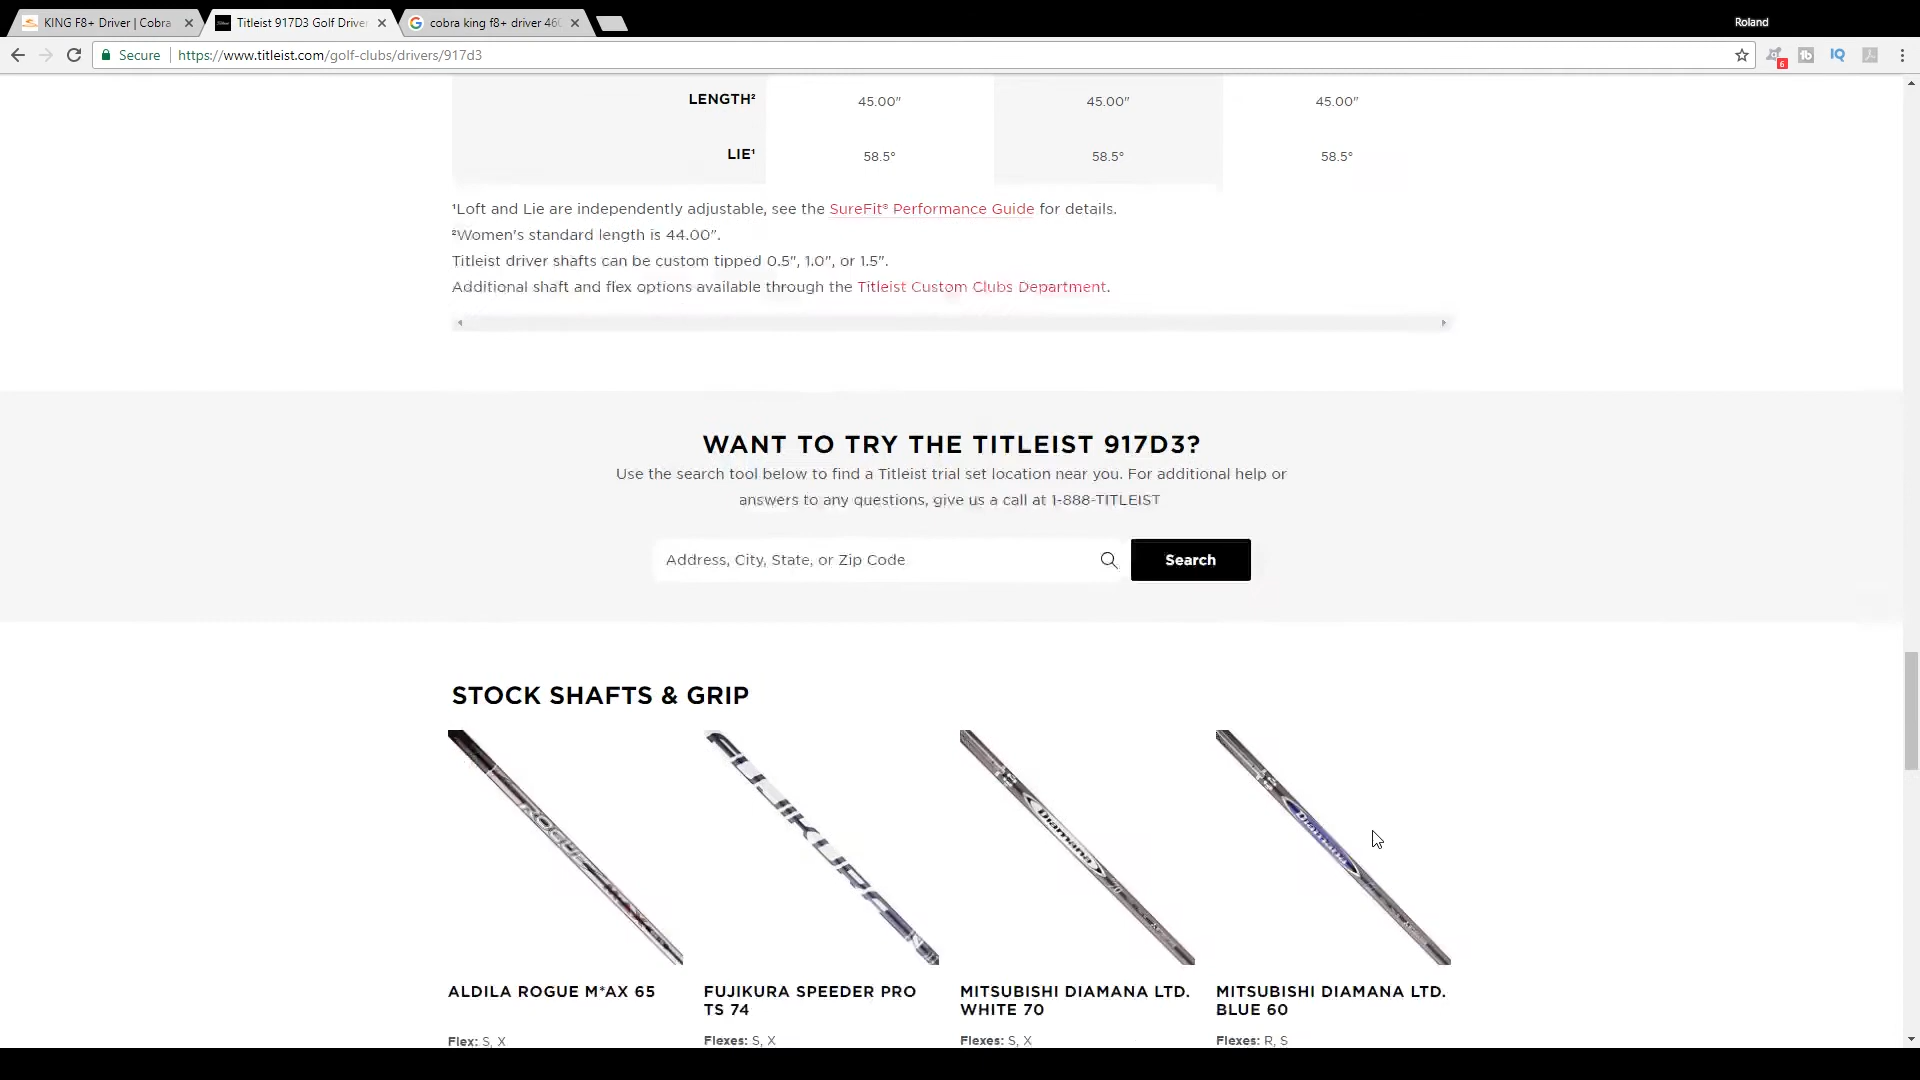 KING F8+ Driver | Cobra
Titleist 917D3 Golf Driver
cobra king f8+ driver 460
Roland
Secure https://www.titleist.com/golf-clubs/drivers/917d3
6
IQ
LENGTH² 45.00" 45.00" 45.00"
LIE¹ 58.5° 58.5° 58.5°
¹Loft and Lie are independently adjustable, see the SureFit® Performance Guide for details.
²Women's standard length is 44.00".
Titleist driver shafts can be custom tipped 0.5", 1.0", or 1.5".
Additional shaft and flex options available through the Titleist Custom Clubs Department.
WANT TO TRY THE TITLEIST 917D3?
Use the search tool below to find a Titleist trial set location near you. For additional help or
answers to any questions, give us a call at 1-888-TITLEIST
Address, City, State, or Zip Code
Search
STOCK SHAFTS & GRIP
ROGUE
Diamana
Diamana
ALDILA ROGUE M*AX 65
FUJIKURA SPEEDER PRO
TS 74
MITSUBISHI DIAMANA LTD.
WHITE 70
MITSUBISHI DIAMANA LTD.
BLUE 60
Flex: S, X
Flexes: S, X
Flexes: S, X
Flexes: R, S